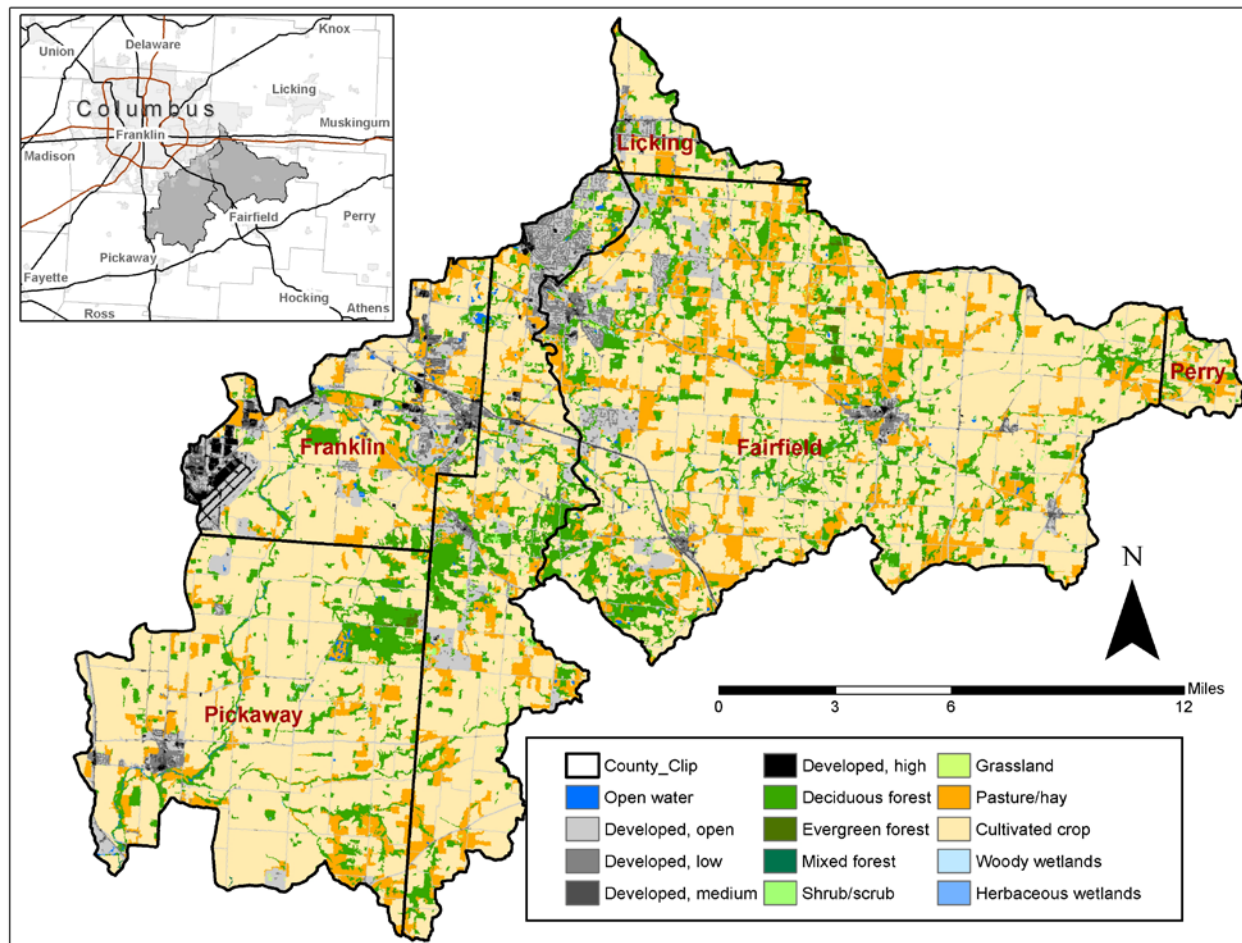 Knox
Union
Delaware
Licking
Columbus
Franklin
Muskingum
Madison
Fairfield
Perry
Pickaway
Fayette
Hocking
Athens
Ross
Licking
Perry
Franklin
Fairfield
Pickaway
N
Miles
0 3 6 12
County_Clip
Open water
Developed, open
Developed, low
Developed, medium
Developed, high
Deciduous forest
Evergreen forest
Mixed forest
Shrub/scrub
Grassland
Pasture/hay
Cultivated crop
Woody wetlands
Herbaceous wetlands